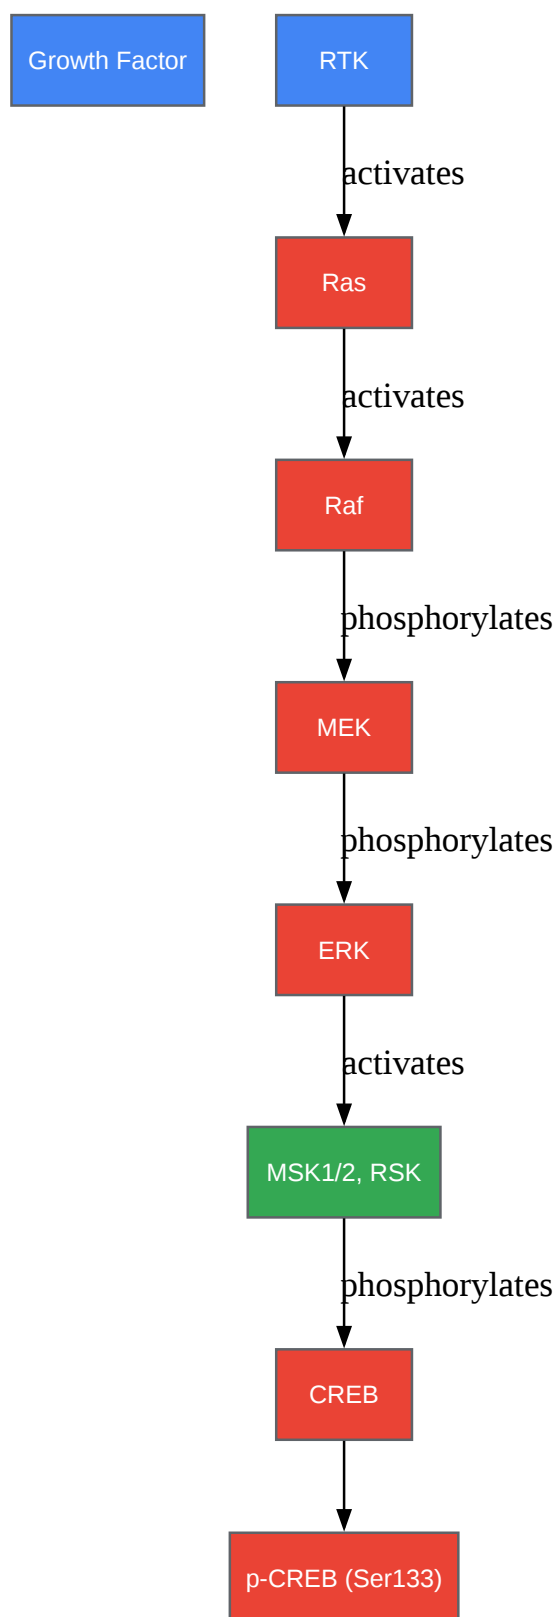 Growth Factor
RTK
activates
Ras
activates
Raf
phosphorylates
MEK
phosphorylates
ERK
activates
MSK1/2, RSK
phosphorylates
CREB
p-CREB (Ser133)